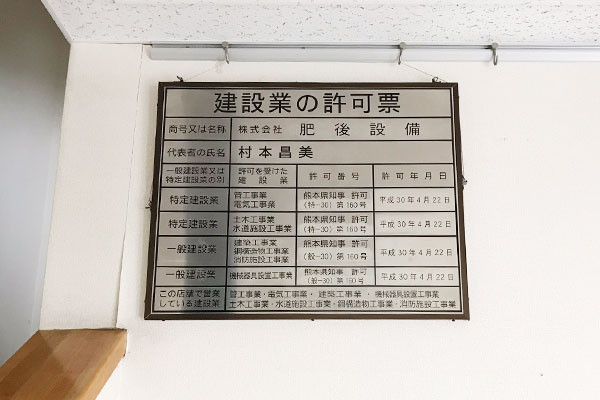 建設業の許可票
商号又は名称 株式会社 肥後設備
代表者の氏名 村本昌美
一般建設業又は
特定建設業の別
許可を受けた
建設業
許可番号
許可年月日
特定建設業
管工事業
電気工事業
熊本県知事 許可
(特-30) 第160号
平成30年4月22日
特定建設業
土木工事業
水道施設工事業
熊本県知事 許可
(特-30) 第160号
平成30年4月22日
一般建設業
建築工事業
鋼構造物工事業
消防施設工事業
熊本県知事 許可
(般-30) 第160号
平成30年4月22日
一般建設業
機械器具設置工事業
熊本県知事 許可
(般-30) 第160号
平成30年4月22日
この店舗で営業
している建設業
管工事業・電気工事業・建築工事業・機械器具設置工事業
土木工事業・水道施設工事業・鋼構造物工事業・消防施設工事業